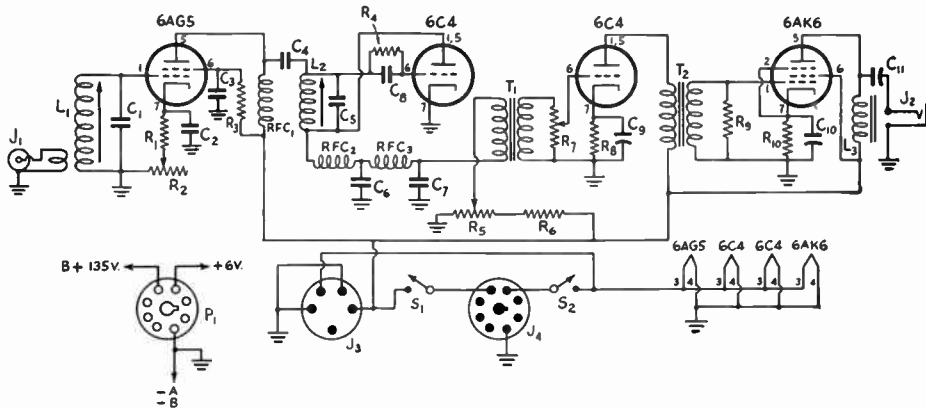 6AG5
6C4
6C4
6AK6
5
R4
1,5
1,5
5
C4
L2
C11
1
6
C3
C8
6
6
T1
T2
2
1
6
J2
L1
C1
7
R3
RFC1
C5
7
R7
7
C9
R9
7
J1
R1
C2
R8
R10
C10
L3
R2
RFC2
RFC3
C6
C7
R5
R6
B+ 135V.
+6V.
6AG5 6C4 6C4 6AK6
3 4 3 4 3 4 3 4
P1
S1
S2
J3
J4
-A
-B